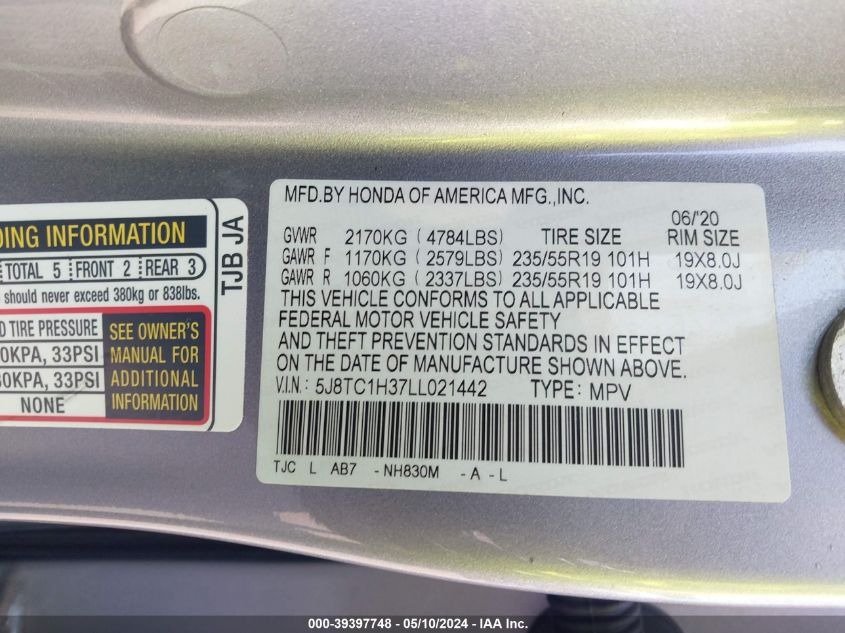 DING INFORMATION
TOTAL 5 FRONT 2 REAR 3
should never exceed 380kg or 838lbs.
TIRE PRESSURE
0KPA, 33PSI
0KPA, 33PSI
NONE
SEE OWNER'S
MANUAL FOR
ADDITIONAL
INFORMATION
TJB JA
MFD.BY HONDA OF AMERICA MFG.,INC.
06/'20
GVWR 2170KG ( 4784LBS) TIRE SIZE RIM SIZE
GAWR F 1170KG ( 2579LBS) 235/55R19 101H 19X8.0J
GAWR R 1060KG ( 2337LBS) 235/55R19 101H 19X8.0J
THIS VEHICLE CONFORMS TO ALL APPLICABLE
FEDERAL MOTOR VEHICLE SAFETY
AND THEFT PREVENTION STANDARDS IN EFFECT
ON THE DATE OF MANUFACTURE SHOWN ABOVE.
V.I.N.: 5J8TC1H37LL021442 TYPE: MPV
TJC L AB7 -NH830M -A -L
000-39397748 - 05/10/2024 - IAA Inc.